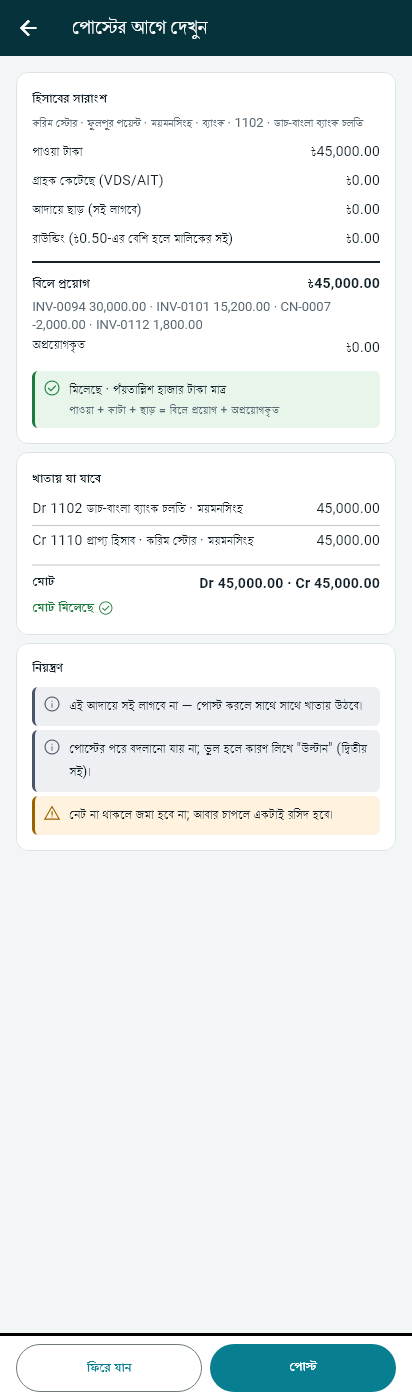 পোস্টের আগে দেখুন
হিসাবের সারাংশ
করিম স্টোর · ফুলপুর পয়েন্ট · ময়মনসিংহ · ব্যাংক · 1102 · ডাচ-বাংলা ব্যাংক চলতি
পাওয়া টাকা ৳45,000.00
গ্রাহক কেটেছে (VDS/AIT) ৳0.00
আদায়ে ছাড় (সই লাগবে) ৳0.00
রাউন্ডিং (৳0.50-এর বেশি হলে মালিকের সই) ৳0.00
বিলে প্রয়োগ ৳45,000.00
INV-0094 30,000.00 · INV-0101 15,200.00 · CN-0007
-2,000.00 · INV-0112 1,800.00
অপ্রয়োগকৃত ৳0.00
মিলেছে · পঁয়তাল্লিশ হাজার টাকা মাত্র
পাওয়া + কাটা + ছাড় = বিলে প্রয়োগ + অপ্রয়োগকৃত
খাতায় যা যাবে
Dr 1102 ডাচ-বাংলা ব্যাংক চলতি · ময়মনসিংহ 45,000.00
Cr 1110 প্রাপ্য হিসাব · করিম স্টোর · ময়মনসিংহ 45,000.00
মোট Dr 45,000.00 · Cr 45,000.00
মোট মিলেছে
নিয়ন্ত্রণ
এই আদায়ে সই লাগবে না — পোস্ট করলে সাথে সাথে খাতায় উঠবে।
পোস্টের পরে বদলানো যায় না; ভুল হলে কারণ লিখে "উল্টান" (দ্বিতীয়
সই)।
নেট না থাকলে জমা হবে না; আবার চাপলে একটাই রসিদ হবে।
ফিরে যান
পোস্ট